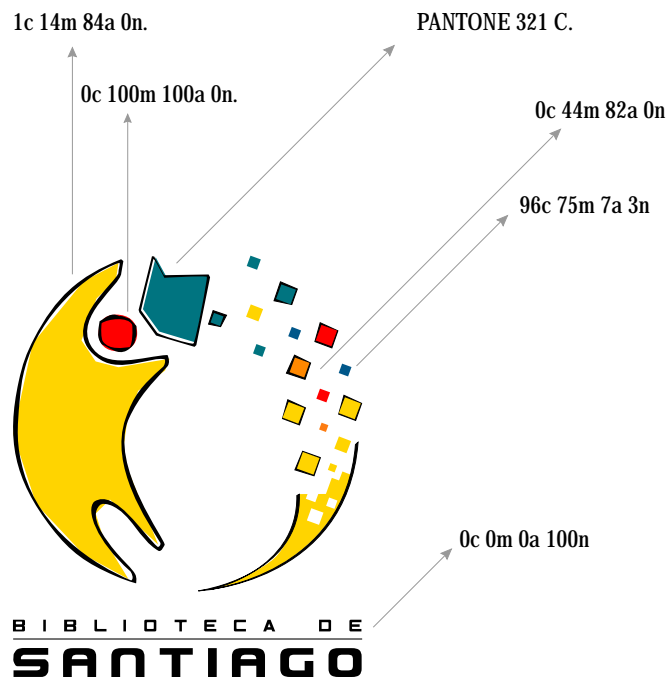 1c 14m 84a 0n.
PANTONE 321 C.
0c 100m 100a 0n.
0c 44m 82a 0n
96c 75m 7a 3n
0c 0m 0a 100n
BIBLIOTECA DE
SANTIAGO